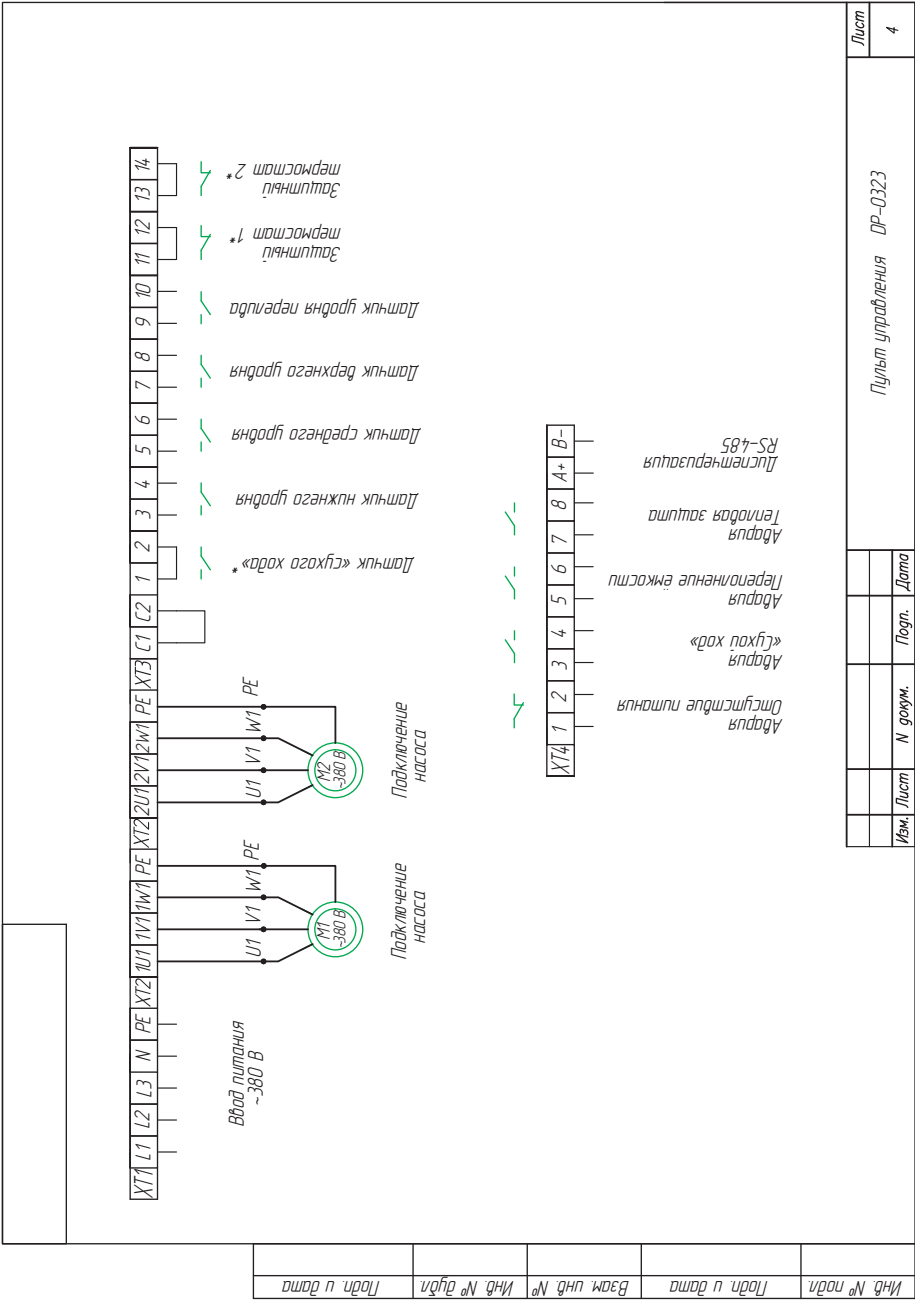 XT1 L1 L2 L3 N PE XT2 1U1 1V1 1W1 PE XT2 2U1 2V1 2W1 PE XT3 C1 C2 1 2 3 4 5 6 7 8 9 10 11 12 13 14
Ввод питания
~380 В
U1 V1 W1 PE
M1
~380 В
Подключение
насоса
U1 V1 W1 PE
M2
~380 В
Подключение
насоса
Датчик «сухого хода»*
Датчик нижнего уровня
Датчик среднего уровня
Датчик верхнего уровня
Датчик уровня перелива
Защитный
термостат 1*
Защитный
термостат 2*
XT4 1 2 3 4 5 6 7 8 A+ B-
Авария
Отсутствие питания
Авария
«Сухой ход»
Авария
Переполнение ёмкости
Авария
Тепловая защита
Диспетчеризация
RS-485
Изм. Лист N докум. Подп. Дата
Пульт управления DP-0323
Лист
4
Инв. № подл.
Подп. и дата
Взам. инв. №
Инв. № дубл.
Подп. и дата